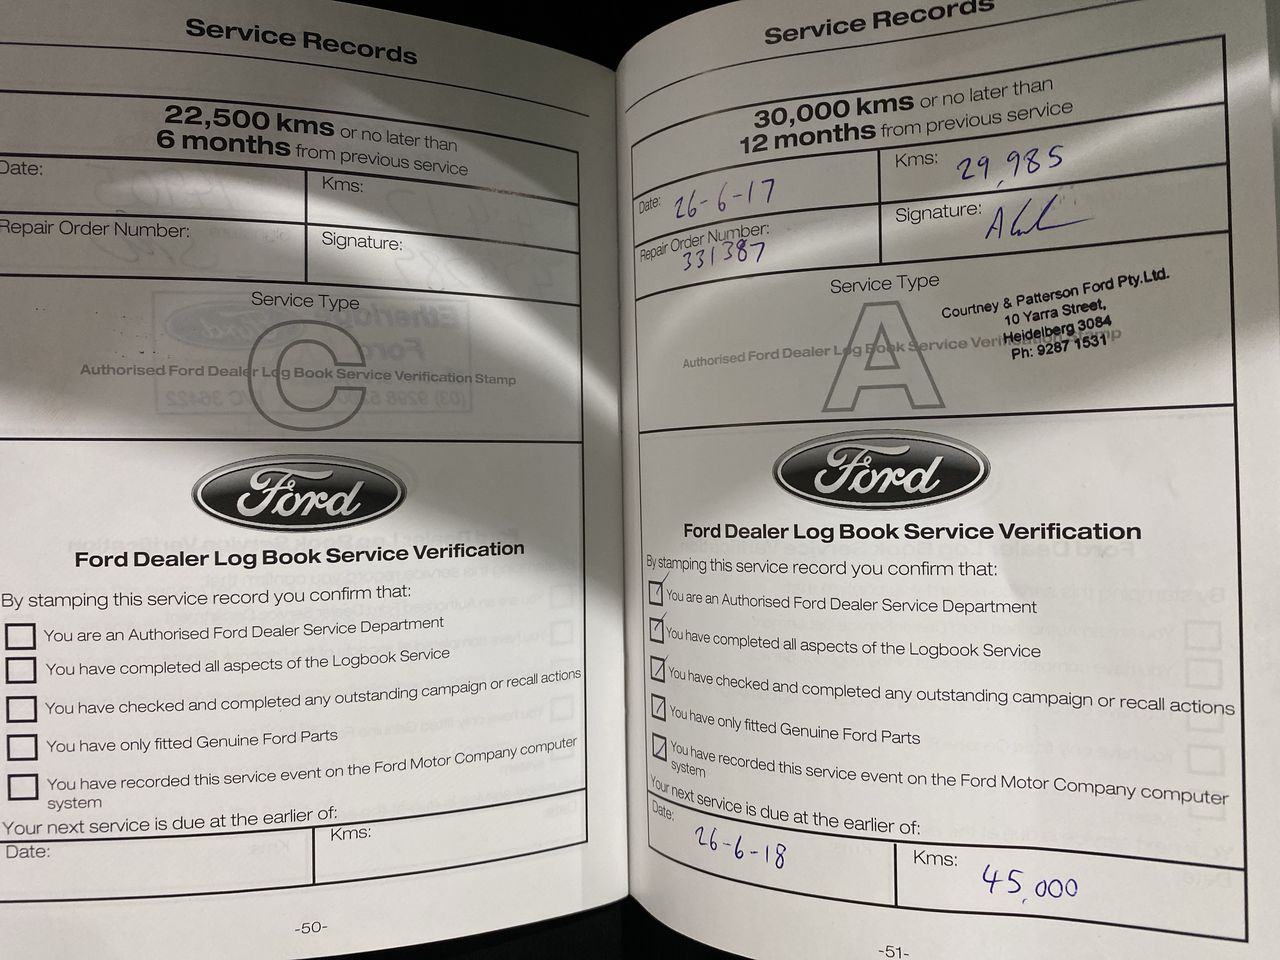 Service Records
22,500 kms or no later than
6 months from previous service
Date:
Kms:
Repair Order Number:
Signature:
Service Type
C
Authorised Ford Dealer Log Book Service Verification Stamp
Ford
Ford Dealer Log Book Service Verification
By stamping this service record you confirm that:
You are an Authorised Ford Dealer Service Department
You have completed all aspects of the Logbook Service
You have checked and completed any outstanding campaign or recall actions
You have only fitted Genuine Ford Parts
You have recorded this service event on the Ford Motor Company computer
system
Your next service is due at the earlier of:
Date:
Kms:
-50-
Service Records
30,000 kms or no later than
12 months from previous service
Date: 26-6-17
Kms: 29,985
Repair Order Number:
331387
Signature:
Service Type
A
Courtney & Patterson Ford Pty.Ltd.
10 Yarra Street,
Heidelberg 3084
Ph: 9287 1531
Authorised Ford Dealer Log Book Service Verification Stamp
Ford
Ford Dealer Log Book Service Verification
By stamping this service record you confirm that:
You are an Authorised Ford Dealer Service Department
You have completed all aspects of the Logbook Service
You have checked and completed any outstanding campaign or recall actions
You have only fitted Genuine Ford Parts
You have recorded this service event on the Ford Motor Company computer
system
Your next service is due at the earlier of:
Date:
26-6-18
Kms:
45,000
-51-